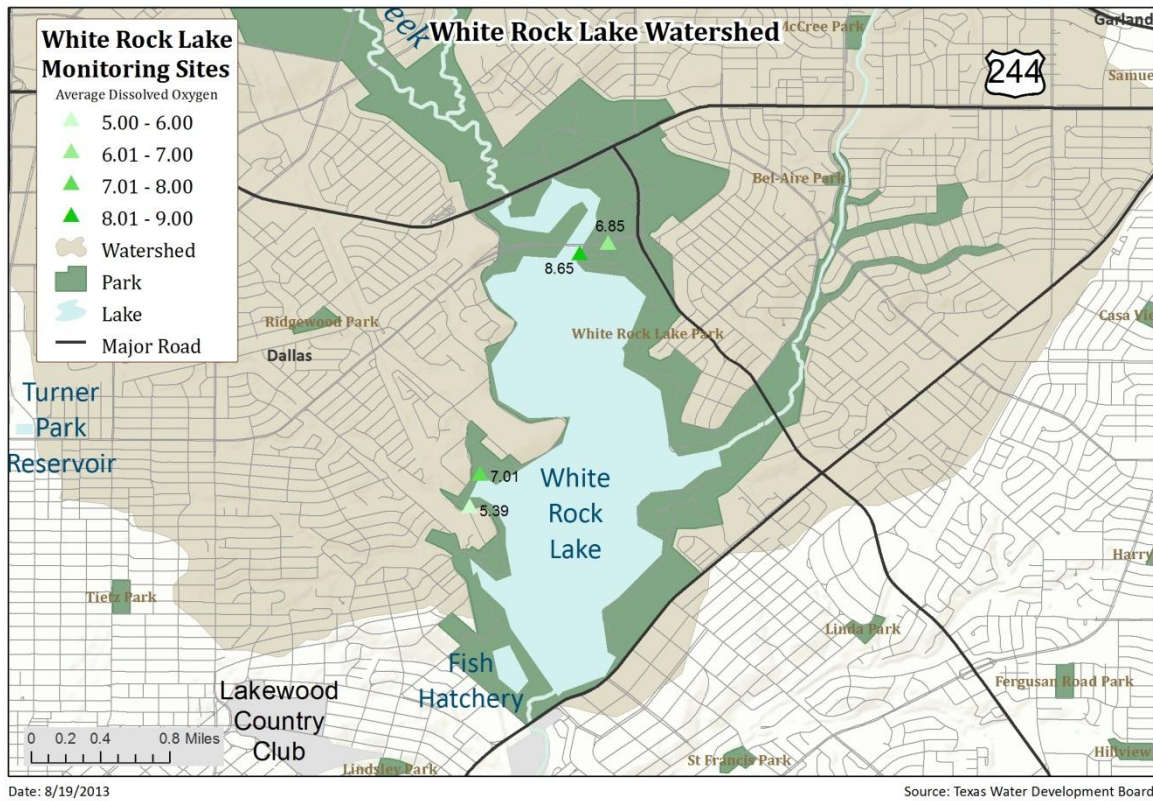 White Rock Lake Watershed
White Rock Lake
Monitoring Sites
Average Dissolved Oxygen
5.00 - 6.00
6.01 - 7.00
7.01 - 8.00
8.01 - 9.00
Watershed
Park
Lake
Major Road
eek
McCree Park
Garland
244
Samue
Bel-Aire Park
6.85
8.65
Ridgewood Park
White Rock Lake Park
Casa Vie
Dallas
Turner
Park
Reservoir
7.01
5.39
White
Rock
Lake
Harry
Tietz Park
Linda Park
Fish
Hatchery
Fergusan Road Park
Lakewood
Country
Club
0 0.2 0.4 0.8 Miles
Lindsley Park
St Francis Park
Hillview
Date: 8/19/2013
Source: Texas Water Development Board